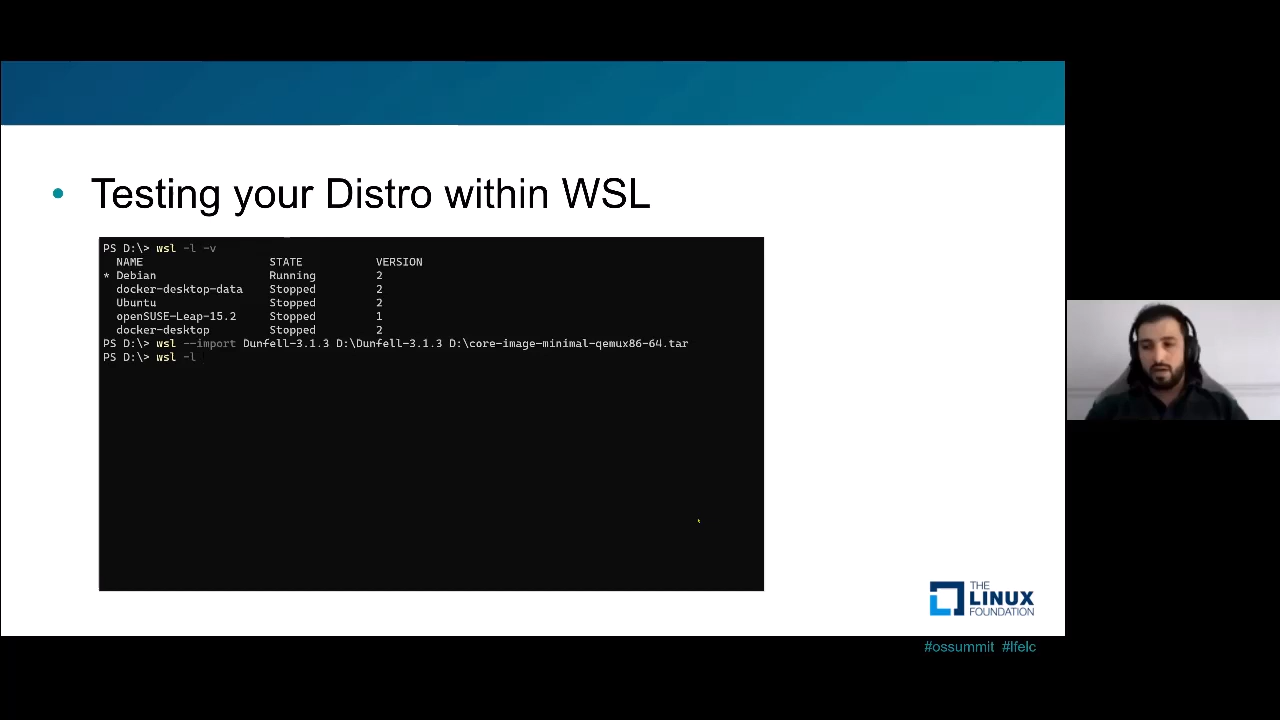 • Testing your Distro within WSL
PS D:\> wsl -l -v
NAME STATE VERSION
* Debian Running 2
docker-desktop-data Stopped 2
Ubuntu Stopped 2
openSUSE-Leap-15.2 Stopped 1
docker-desktop Stopped 2
PS D:\> wsl --import Dunfell-3.1.3 D:\Dunfell-3.1.3 D:\core-image-minimal-qemux86-64.tar
PS D:\> wsl -l
THE
LINUX
FOUNDATION
#ossummit #lfelc